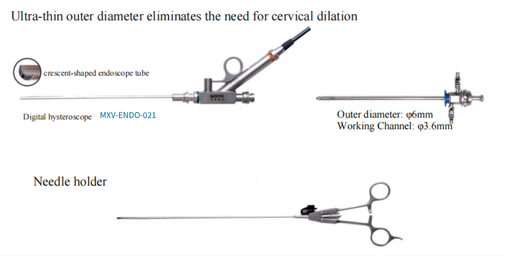 Ultra-thin outer diameter eliminates the need for cervical dilation
crescent-shaped endoscope tube
Digital hysteroscope MXV-ENDO-021
Outer diameter: φ6mm
Working Channel: φ3.6mm
Needle holder